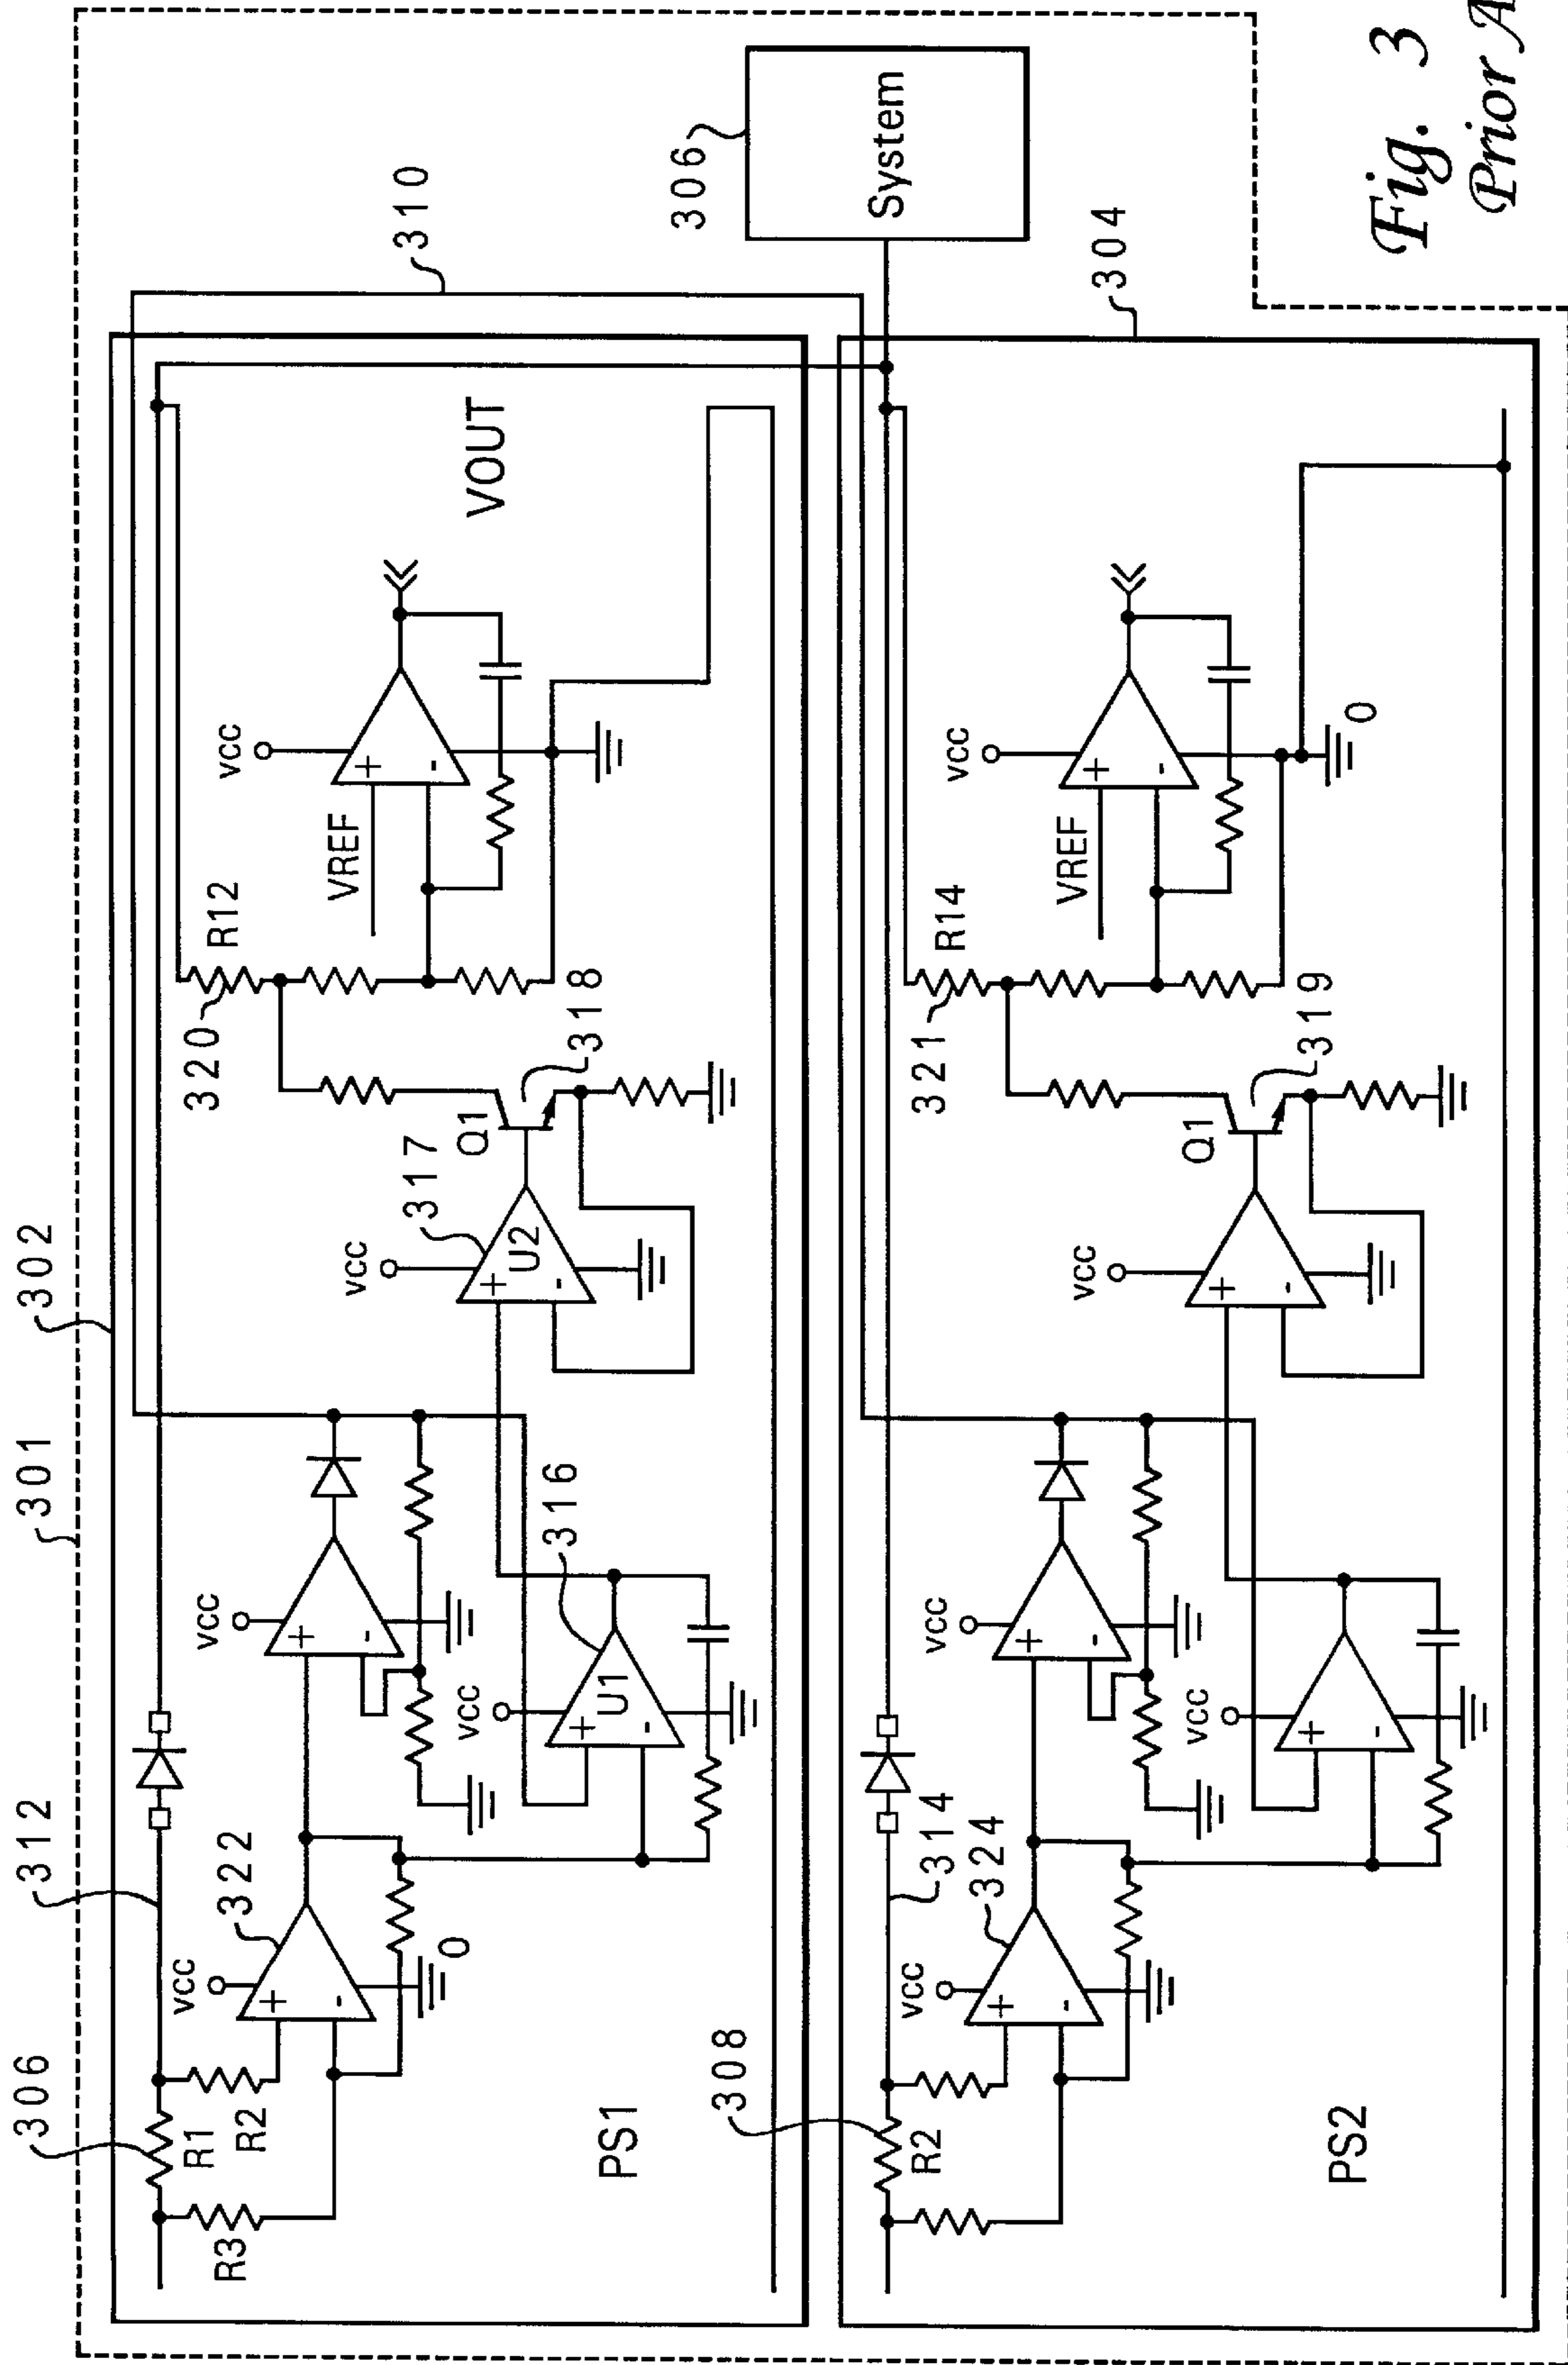 301
302
310
306
System
312
306
R1
R2
R3
322
vcc
+
-
0
vcc
+
-
316
U1
vcc
+
-
317
U2
vcc
+
-
Q1
318
320
R12
VREF
vcc
+
-
VOUT
PS1
304
314
308
R2
324
vcc
+
-
vcc
+
-
vcc
+
-
vcc
+
-
Q1
319
321
R14
VREF
vcc
+
-
0
PS2
Fig. 3
Prior A